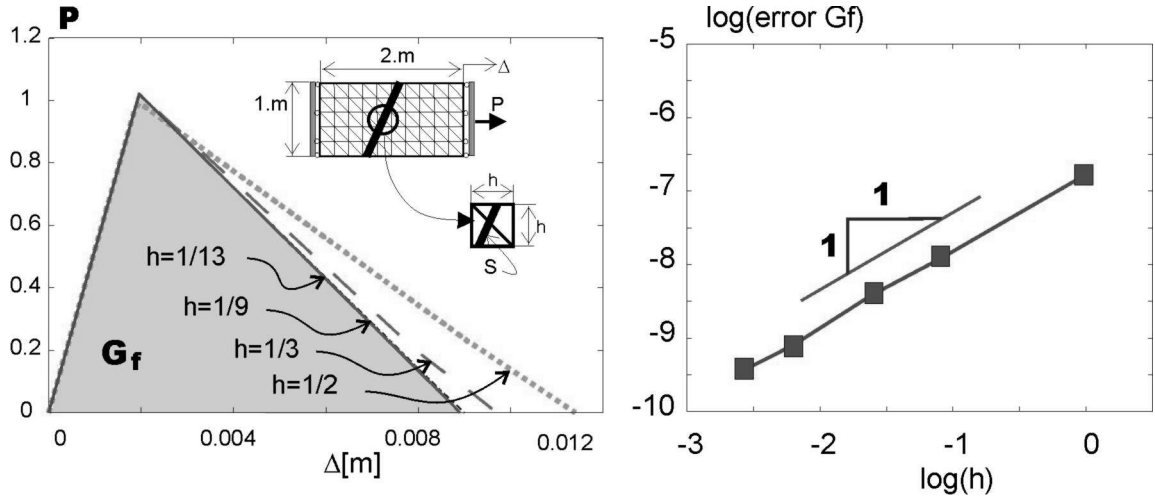 P
1.2
1
0.8
0.6
0.4
0.2
0
0
0.004
0.008
0.012
Δ[m]
2.m
Δ
1.m
P
h
h
S
h=1/13
h=1/9
h=1/3
h=1/2
Gf
log(error Gf)
-5
-6
-7
-8
-9
-10
-3
-2
-1
0
log(h)
1
1